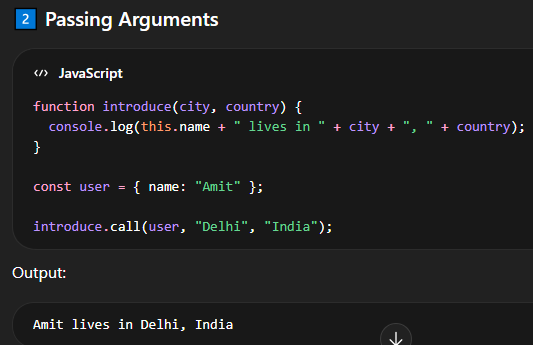 2 Passing Arguments
</> JavaScript
function introduce(city, country) {
  console.log(this.name + " lives in " + city + ", " + country);
}
const user = { name: "Amit" };
introduce.call(user, "Delhi", "India");
Output:
Amit lives in Delhi, India